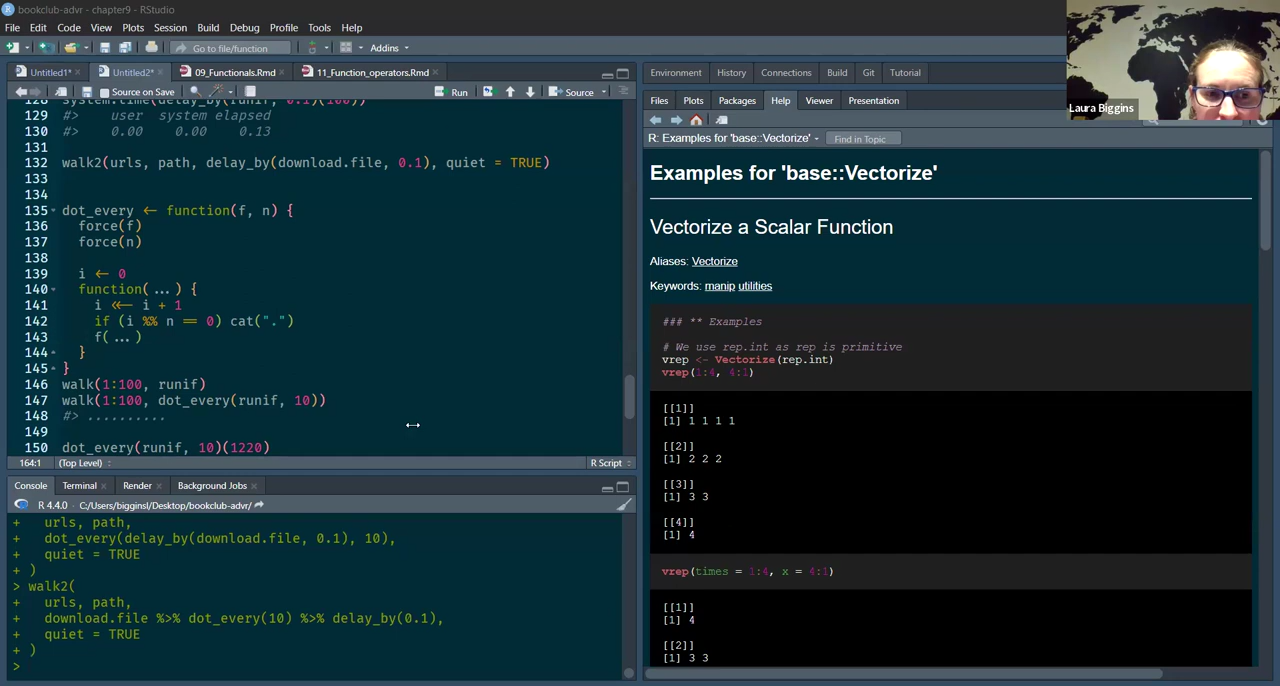 bookclub-advr - chapter9 - RStudio
File Edit Code View Plots Session Build Debug Profile Tools Help
Go to file/function Addins
Laura Biggins
Untitled1* Untitled2* 09_Functionals.Rmd 11_Function_operators.Rmd
Source on Save Run Source
128 system.time(delay_by(runif, 0.1)(100))
129 #> user system elapsed
130 #> 0.00 0.00 0.13
131
132 walk2(urls, path, delay_by(download.file, 0.1), quiet = TRUE)
133
134
135 dot_every <- function(f, n) {
136 force(f)
137 force(n)
138
139 i <- 0
140 function(...) {
141 i <<- i + 1
142 if (i %% n == 0) cat(".")
143 f(...)
144 }
145 }
146 walk(1:100, runif)
147 walk(1:100, dot_every(runif, 10))
148 #> ..........
149
150 dot_every(runif, 10)(1220)
164:1 (Top Level) R Script
Console Terminal Render Background Jobs
R 4.4.0 · C:/Users/bigginsl/Desktop/bookclub-advr/
+ urls, path,
+ dot_every(delay_by(download.file, 0.1), 10),
+ quiet = TRUE
+ )
> walk2(
+ urls, path,
+ download.file %>% dot_every(10) %>% delay_by(0.1),
+ quiet = TRUE
+ )
>
Environment History Connections Build Git Tutorial
Files Plots Packages Help Viewer Presentation
R: Examples for 'base::Vectorize' Find in Topic
Examples for 'base::Vectorize'
Vectorize a Scalar Function
Aliases: Vectorize
Keywords: manip utilities
### ** Examples
# We use rep.int as rep is primitive
vrep <- Vectorize(rep.int)
vrep(1:4, 4:1)
[[1]]
[1] 1 1 1 1
[[2]]
[1] 2 2 2
[[3]]
[1] 3 3
[[4]]
[1] 4
vrep(times = 1:4, x = 4:1)
[[1]]
[1] 4
[[2]]
[1] 3 3